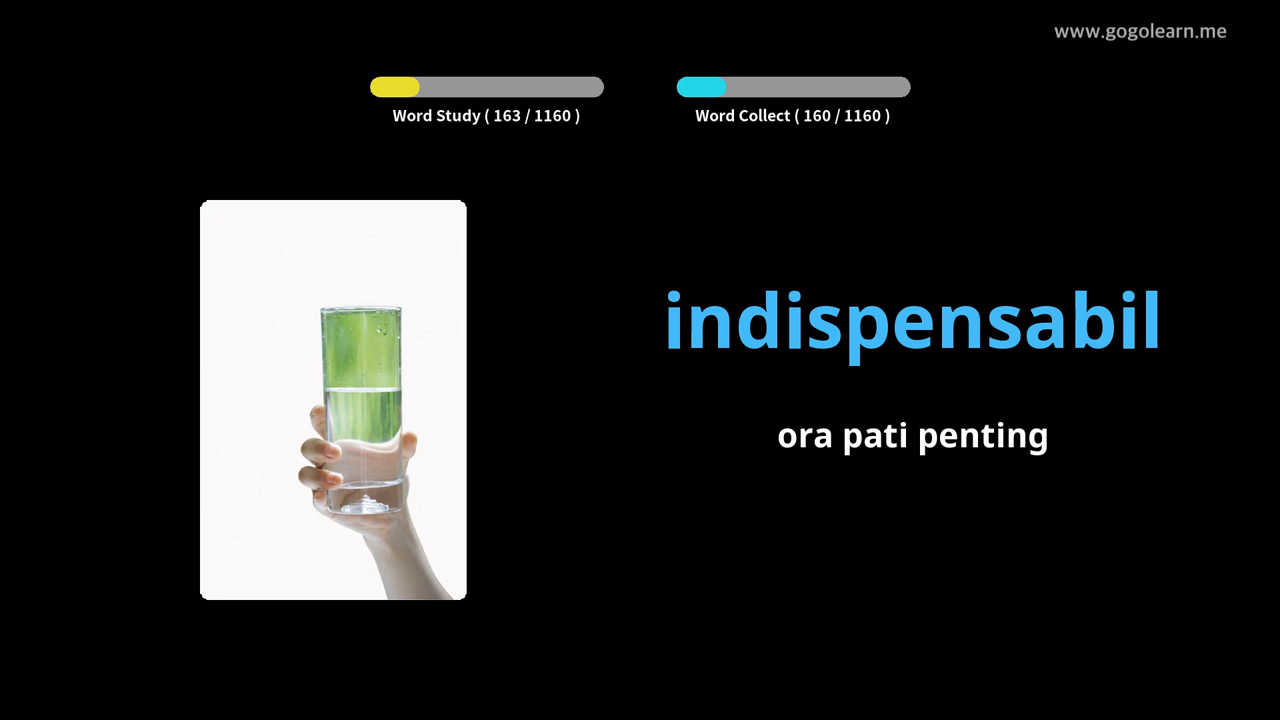 www.gogolearn.me
Word Study ( 163 / 1160 )
Word Collect ( 160 / 1160 )
indispensabil
ora pati penting